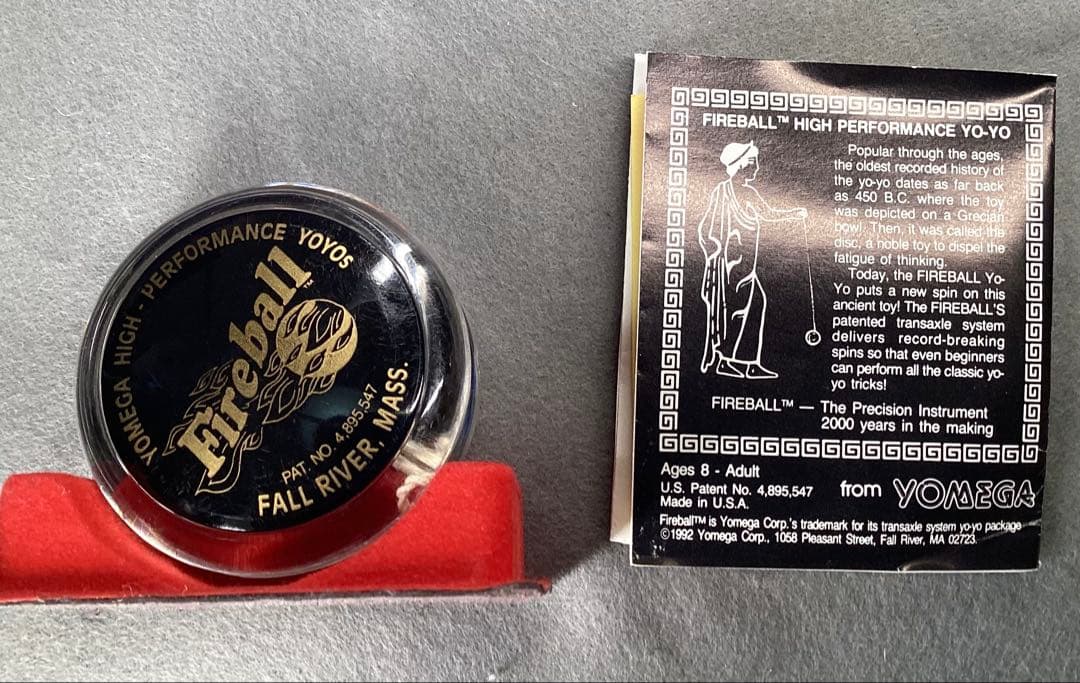 YOMEGA HIGH - PERFORMANCE YOYOS
Fireball™
PAT. NO. 4,895,547
FALL RIVER, MASS.
FIREBALL™ HIGH PERFORMANCE YO-YO
Popular through the ages,
the oldest recorded history of
the yo-yo dates as far back
as 450 B.C. where the toy
was depicted on a Grecian
bowl. Then, it was called the
disc, a noble toy to dispel the
fatigue of thinking.
Today, the FIREBALL Yo-
Yo puts a new spin on this
ancient toy! The FIREBALL'S
patented transaxle system
delivers record-breaking
spins so that even beginners
can perform all the classic yo-
yo tricks!
FIREBALL™ — The Precision Instrument
2000 years in the making
Ages 8 - Adult
U.S. Patent No. 4,895,547
Made in U.S.A.
from YOMEGA
Fireball™ is Yomega Corp.'s trademark for its transaxle system yo-yo package
©1992 Yomega Corp., 1058 Pleasant Street, Fall River, MA 02723.